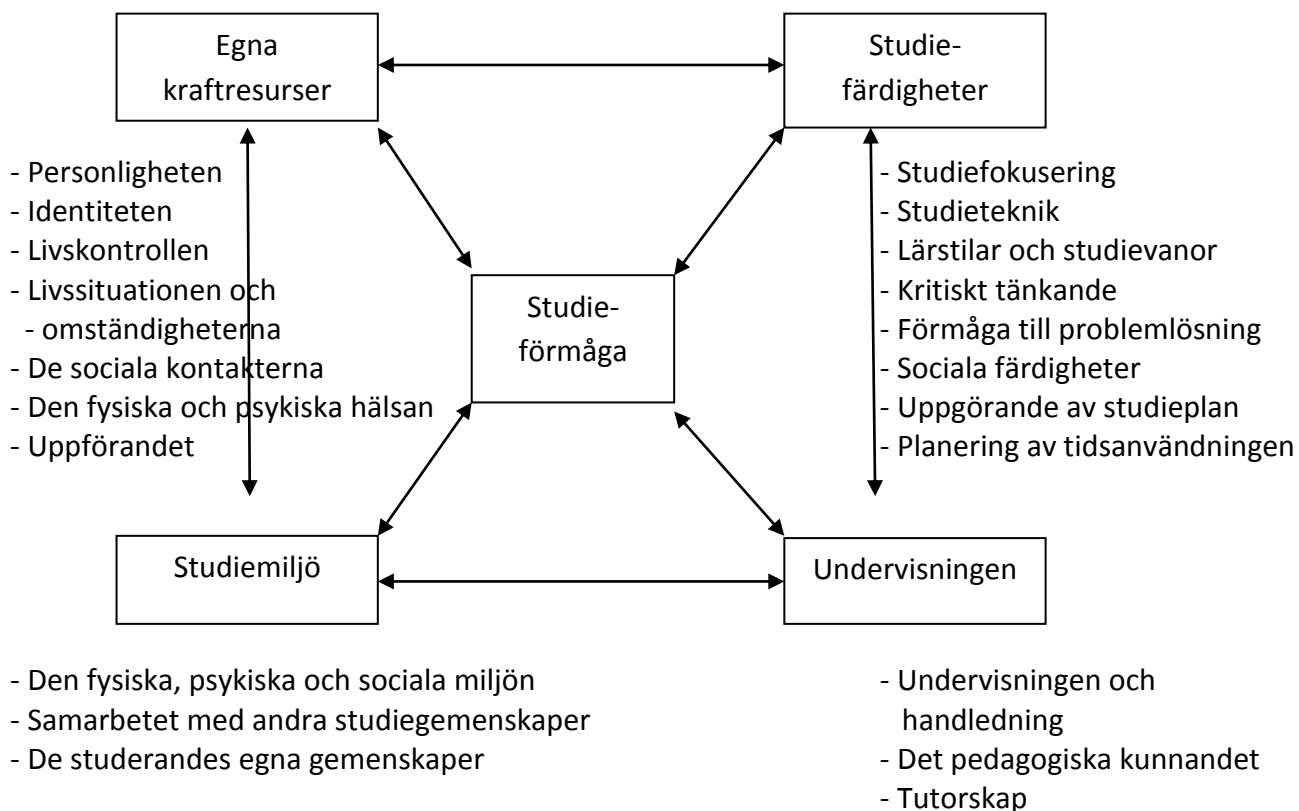 Egna
kraftresurser
Studie-
färdigheter
- Personligheten
- Identiteten
- Livskontrollen
- Livssituationen och
- omständigheterna
- De sociala kontakterna
- Den fysiska och psykiska hälsan
- Uppförandet
- Studiefokusering
- Studieteknik
- Lärstilar och studievanor
- Kritiskt tänkande
- Förmåga till problemlösning
- Sociala färdigheter
- Uppgörande av studieplan
- Planering av tidsanvändningen
Studie-
förmåga
Studiemiljö
Undervisningen
- Den fysiska, psykiska och sociala miljön
- Samarbetet med andra studiegemenskaper
- De studerandes egna gemenskaper
- Undervisningen och
handledning
- Det pedagogiska kunnandet
- Tutorskap